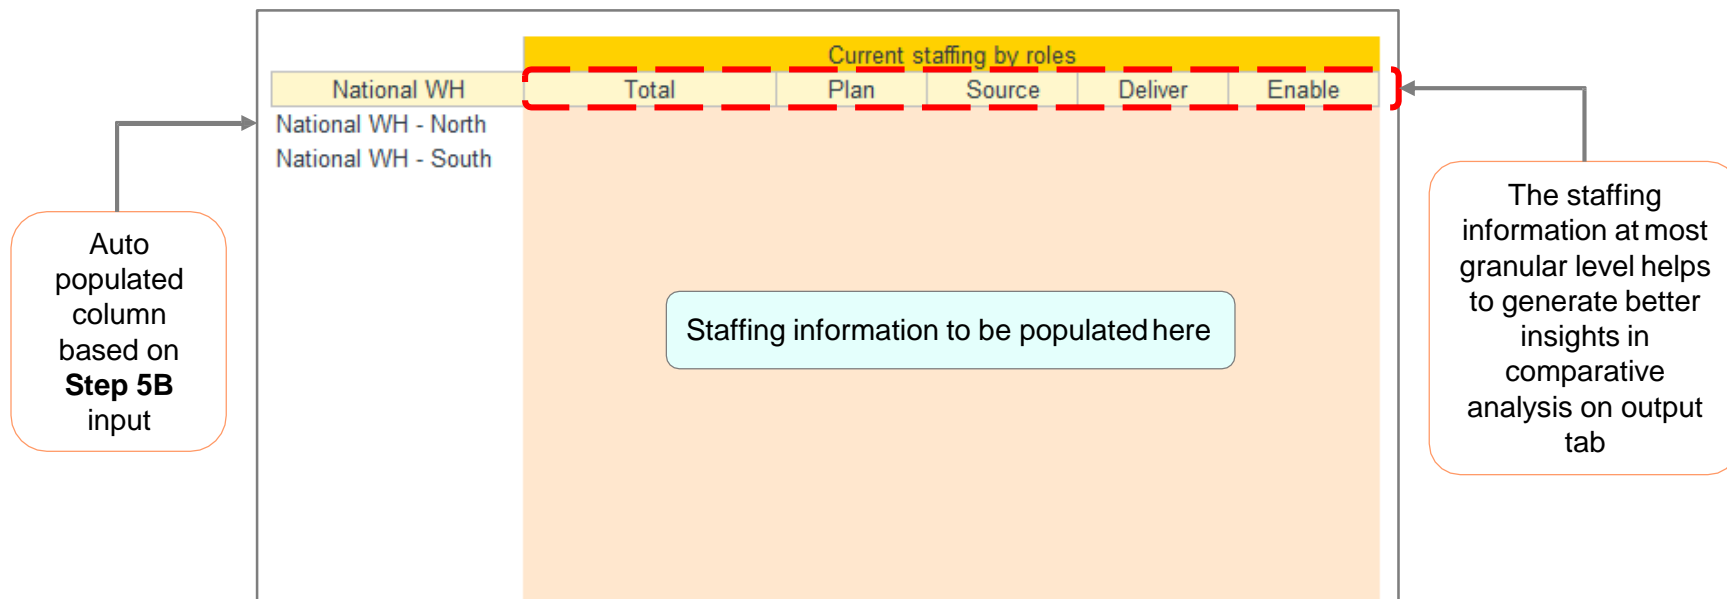 Current staffing by roles
National WH Total Plan Source Deliver Enable
National WH - North
National WH - South
Auto
populated
column
based on
Step 5B
input
Staffing information to be populated here
The staffing
information at most
granular level helps
to generate better
insights in
comparative
analysis on output
tab